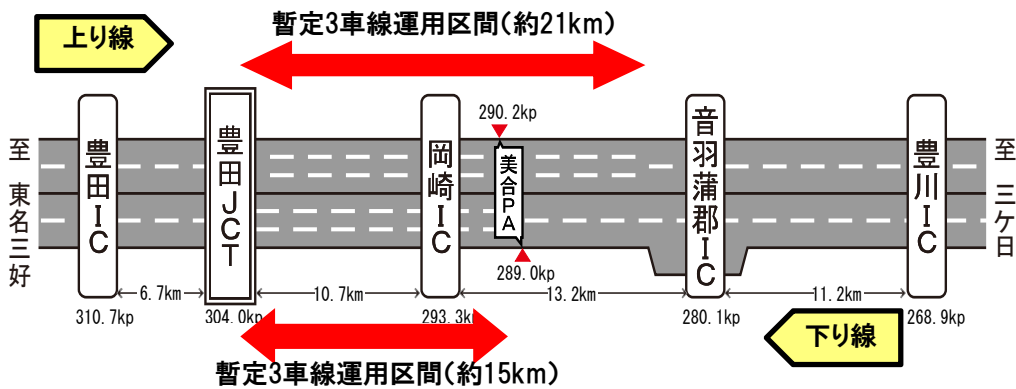 上り線
暫定3車線運用区間(約21km)
至 東名三好
豊田IC
豊田JCT
岡崎IC
290.2kp
美合PA
289.0kp
音羽蒲郡IC
豊川IC
至 三ケ日
6.7km
10.7km
13.2km
11.2km
310.7kp
304.0kp
293.3kp
280.1kp
268.9kp
下り線
暫定3車線運用区間(約15km)